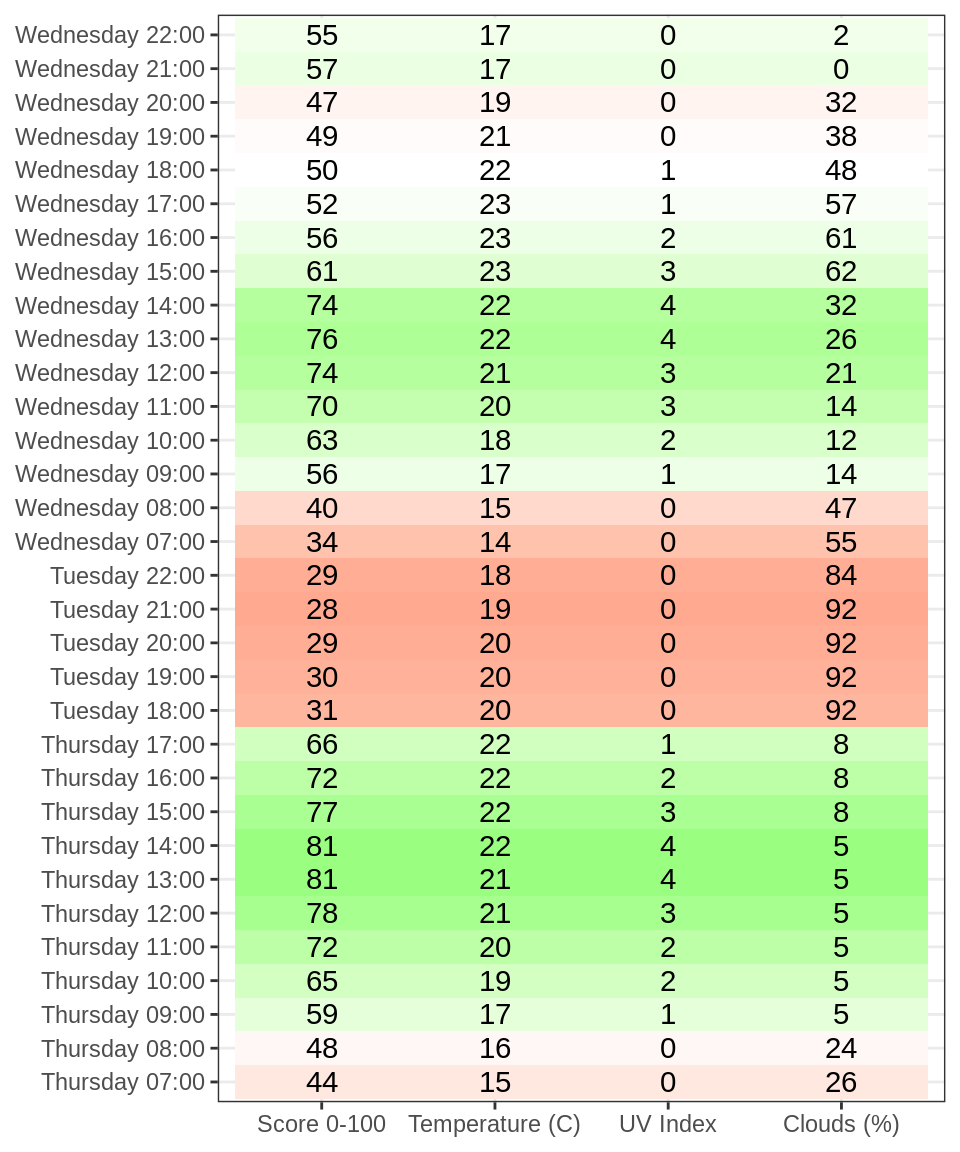 Wednesday 22:00 55 17 0 2
Wednesday 21:00 57 17 0 0
Wednesday 20:00 47 19 0 32
Wednesday 19:00 49 21 0 38
Wednesday 18:00 50 22 1 48
Wednesday 17:00 52 23 1 57
Wednesday 16:00 56 23 2 61
Wednesday 15:00 61 23 3 62
Wednesday 14:00 74 22 4 32
Wednesday 13:00 76 22 4 26
Wednesday 12:00 74 21 3 21
Wednesday 11:00 70 20 3 14
Wednesday 10:00 63 18 2 12
Wednesday 09:00 56 17 1 14
Wednesday 08:00 40 15 0 47
Wednesday 07:00 34 14 0 55
Tuesday 22:00 29 18 0 84
Tuesday 21:00 28 19 0 92
Tuesday 20:00 29 20 0 92
Tuesday 19:00 30 20 0 92
Tuesday 18:00 31 20 0 92
Thursday 17:00 66 22 1 8
Thursday 16:00 72 22 2 8
Thursday 15:00 77 22 3 8
Thursday 14:00 81 22 4 5
Thursday 13:00 81 21 4 5
Thursday 12:00 78 21 3 5
Thursday 11:00 72 20 2 5
Thursday 10:00 65 19 2 5
Thursday 09:00 59 17 1 5
Thursday 08:00 48 16 0 24
Thursday 07:00 44 15 0 26
Score 0-100 Temperature (C) UV Index Clouds (%)